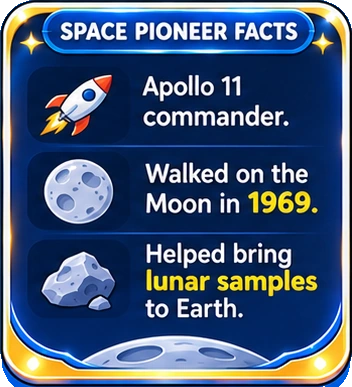 SPACE PIONEER FACTS
Apollo 11
commander.
Walked on the
Moon in 1969.
Helped bring
lunar samples
to Earth.